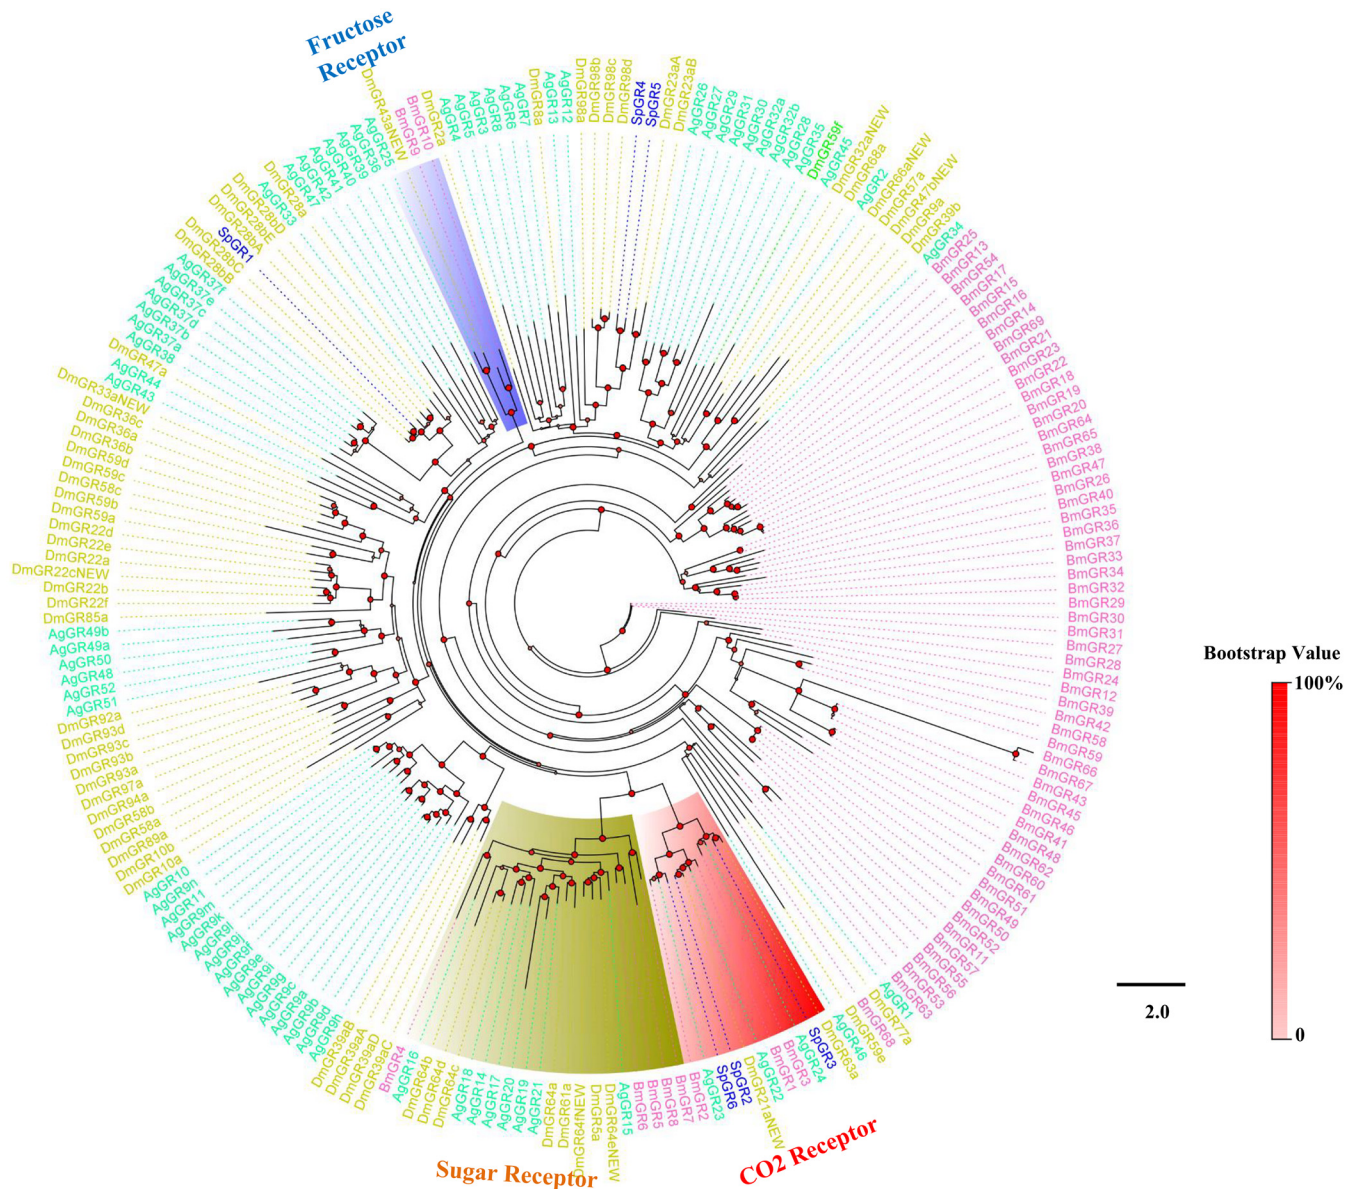 Fructose
Receptor
DmGR43aNEW
BmGR9
BmGR10
DmGR2a
AgGR4
AgGR5
AgGR3
AgGR8
AgGR6
AgGR7
DmGR8a
AgGR13
AgGR12
DmGR98a
DmGR98b
DmGR98c
DmGR98d
SpGR4
SpGR5
DmGR23aA
DmGR23aB
AgGR26
AgGR27
AgGR29
AgGR31
AgGR30
AgGR32a
AgGR32b
AgGR28
AgGR35
DmGR59f
AgGR45
DmGR32aNEW
DmGR68a
AgGR2
DmGR66aNEW
DmGR57a
DmGR47bNEW
DmGR9a
DmGR39b
AgGR34
BmGR25
BmGR13
BmGR54
BmGR17
BmGR15
BmGR16
BmGR14
BmGR69
BmGR21
BmGR23
BmGR22
BmGR18
BmGR19
BmGR20
BmGR64
BmGR65
BmGR38
BmGR47
BmGR26
BmGR40
BmGR35
BmGR36
BmGR37
BmGR33
BmGR34
BmGR32
BmGR29
BmGR30
BmGR31
BmGR27
BmGR28
BmGR24
BmGR12
BmGR39
BmGR42
BmGR58
BmGR59
BmGR66
BmGR67
BmGR43
BmGR45
BmGR46
BmGR41
BmGR48
BmGR62
BmGR60
BmGR61
BmGR51
BmGR49
BmGR50
BmGR52
BmGR11
BmGR57
BmGR55
BmGR56
BmGR53
BmGR63
AgGR1
DmGR77a
BmGR68
DmGR59e
AgGR46
DmGR63a
SpGR3
AgGR24
BmGR3
BmGR1
AgGR22
DmGR21aNEW
SpGR2
SpGR6
AgGR23
BmGR2
BmGR7
BmGR8
BmGR5
BmGR6
AgGR15
DmGR64eNEW
DmGR5a
DmGR64fNEW
DmGR61a
DmGR64a
AgGR21
AgGR19
AgGR20
AgGR17
AgGR14
AgGR18
DmGR64c
DmGR64d
DmGR64b
AgGR16
BmGR4
DmGR39aC
DmGR39aD
DmGR39aA
DmGR39aB
AgGR9h
AgGR9d
AgGR9b
AgGR9a
AgGR9c
AgGR9g
AgGR9i
AgGR9e
AgGR9f
AgGR9j
AgGR9l
AgGR9k
AgGR9m
AgGR11
AgGR9n
AgGR10
DmGR10a
DmGR10b
DmGR89a
DmGR58a
DmGR58b
DmGR94a
DmGR97a
DmGR93a
DmGR93b
DmGR93c
DmGR93d
DmGR92a
AgGR51
AgGR52
AgGR48
AgGR50
AgGR49a
AgGR49b
DmGR85a
DmGR22f
DmGR22b
DmGR22cNEW
DmGR22a
DmGR22e
DmGR22d
DmGR59a
DmGR59b
DmGR58c
DmGR59c
DmGR59d
DmGR36b
DmGR36a
DmGR36c
DmGR33aNEW
AgGR43
AgGR44
DmGR47a
AgGR38
AgGR37a
AgGR37b
AgGR37d
AgGR37c
AgGR37e
AgGR37f
DmGR28bB
DmGR28bC
SpGR1
DmGR28bA
DmGR28bE
DmGR28bD
AgGR33
DmGR28a
AgGR47
AgGR42
AgGR41
AgGR40
AgGR39
AgGR36
AgGR25
Sugar Receptor
CO2 Receptor
Bootstrap Value
100%
0
2.0